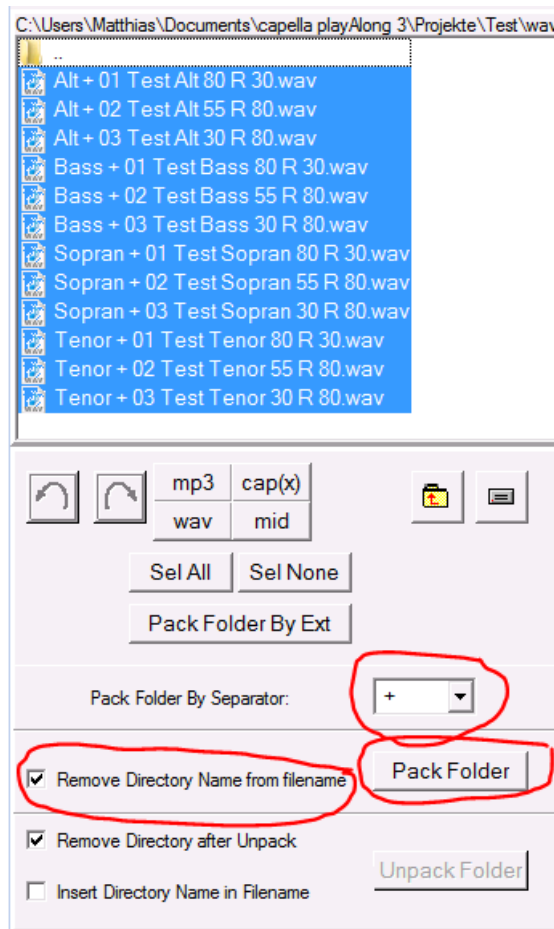 C:\Users\Matthias\Documents\capella playAlong 3\Projekte\Test\wav
..
Alt + 01 Test Alt 80 R 30.wav
Alt + 02 Test Alt 55 R 80.wav
Alt + 03 Test Alt 30 R 80.wav
Bass + 01 Test Bass 80 R 30.wav
Bass + 02 Test Bass 55 R 80.wav
Bass + 03 Test Bass 30 R 80.wav
Sopran + 01 Test Sopran 80 R 30.wav
Sopran + 02 Test Sopran 55 R 80.wav
Sopran + 03 Test Sopran 30 R 80.wav
Tenor + 01 Test Tenor 80 R 30.wav
Tenor + 02 Test Tenor 55 R 80.wav
Tenor + 03 Test Tenor 30 R 80.wav
mp3 cap(x)
wav mid
Sel All Sel None
Pack Folder By Ext
Pack Folder By Separator: +
Remove Directory Name from filename Pack Folder
Remove Directory after Unpack
Unpack Folder
Insert Directory Name in Filename